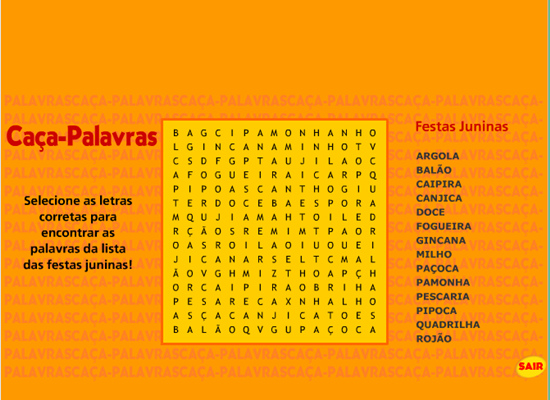 PALAVRASCAÇA-PALAVRASCAÇA-PALAVRASCAÇA-PALAVRASCAÇA-PALAVRASCAÇA-
Caça-Palavras
Selecione as letras
corretas para
encontrar as
palavras da lista
das festas juninas!
B A G C I P A M O N H A N H O
L G I N C A N A M I N H O T V
C S D F G P T A U J I L A O C
A F O G U E I R A I C A R P Q
P I P O A S C A N T H O G I U
T E R D O C E B A E S P O R A
M Q U J I A M A H T O I L E D
R Ç Ã O S R E M I M T P A O R
O A S R O I L A O I U O U E I
J I C A N A R S E L T C M A L
Ã O V G H M I Z T H O A P Ç H
O R C A I P I R A O B R I H A
P E S A R E C A X N H A L H O
A S Ç A C A N J I C A T O E S
B A L Ã O Q V G U P A Ç O C A
Festas Juninas
ARGOLA
BALÃO
CAIPIRA
CANJICA
DOCE
FOGUEIRA
GINCANA
MILHO
PAÇOCA
PAMONHA
PESCARIA
PIPOCA
QUADRILHA
ROJÃO
SAIR